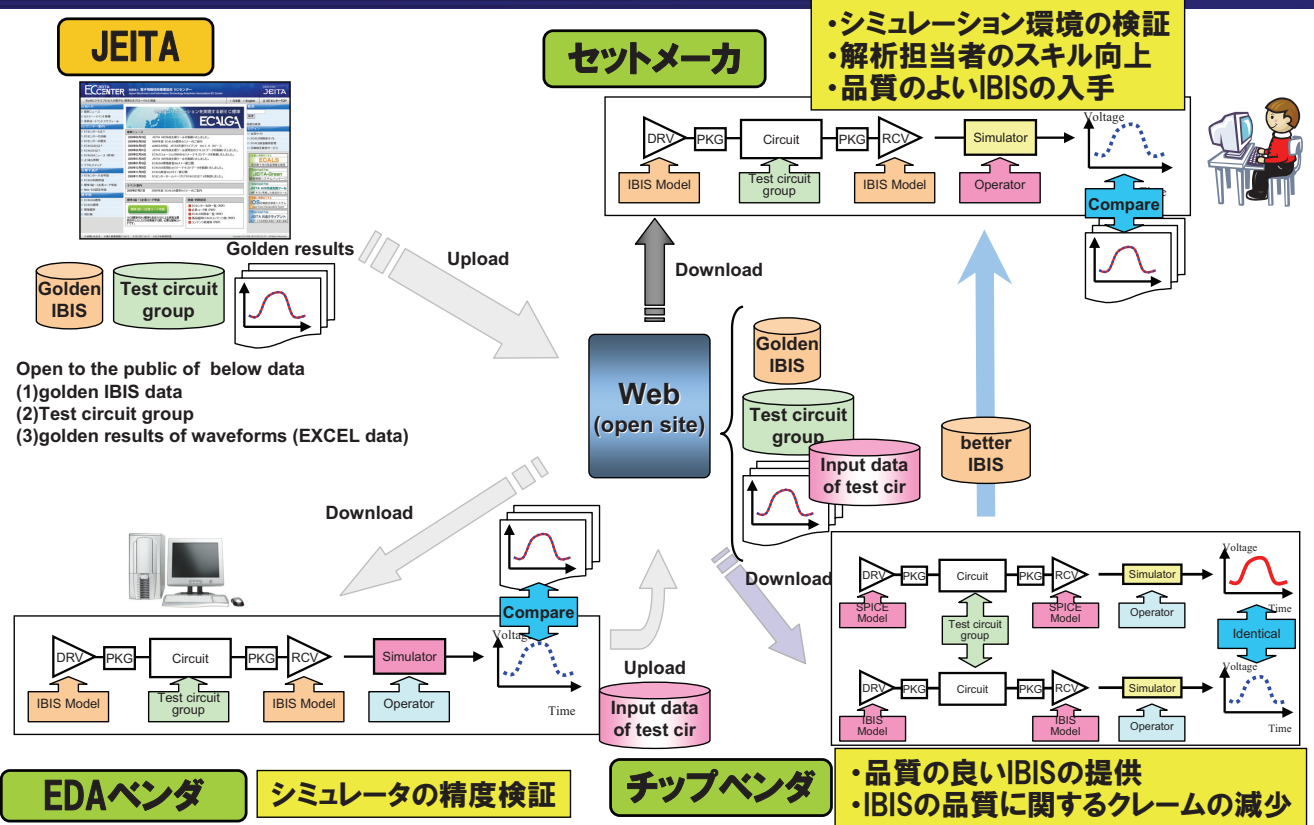 JEITA
セットメーカ
・シミュレーション環境の検証
・解析担当者のスキル向上
・品質のよいIBISの入手
EC CENTER
JEITA
ECALGA
ECALS
JEITA-Green
DRV
PKG
Circuit
PKG
RCV
Simulator
Voltage
IBIS Model
Test circuit
group
IBIS Model
Operator
Compare
Golden results
Upload
Download
Golden
IBIS
Test circuit
group
Open to the public of below data
(1)golden IBIS data
(2)Test circuit group
(3)golden results of waveforms (EXCEL data)
Web
(open site)
Golden
IBIS
Test circuit
group
Input data
of test cir
better
IBIS
Download
Download
Compare
Voltage
DRV
PKG
Circuit
PKG
RCV
Simulator
IBIS Model
Test circuit
group
IBIS Model
Operator
Time
Upload
Input data
of test cir
Voltage
DRV
PKG
Circuit
PKG
RCV
Simulator
Time
SPICE
Model
Test circuit
group
SPICE
Model
Operator
Identical
Voltage
DRV
PKG
Circuit
PKG
RCV
Simulator
Time
IBIS
Model
IBIS
Model
Operator
EDAベンダ
シミュレータの精度検証
チップベンダ
・品質の良いIBISの提供
・IBISの品質に関するクレームの減少